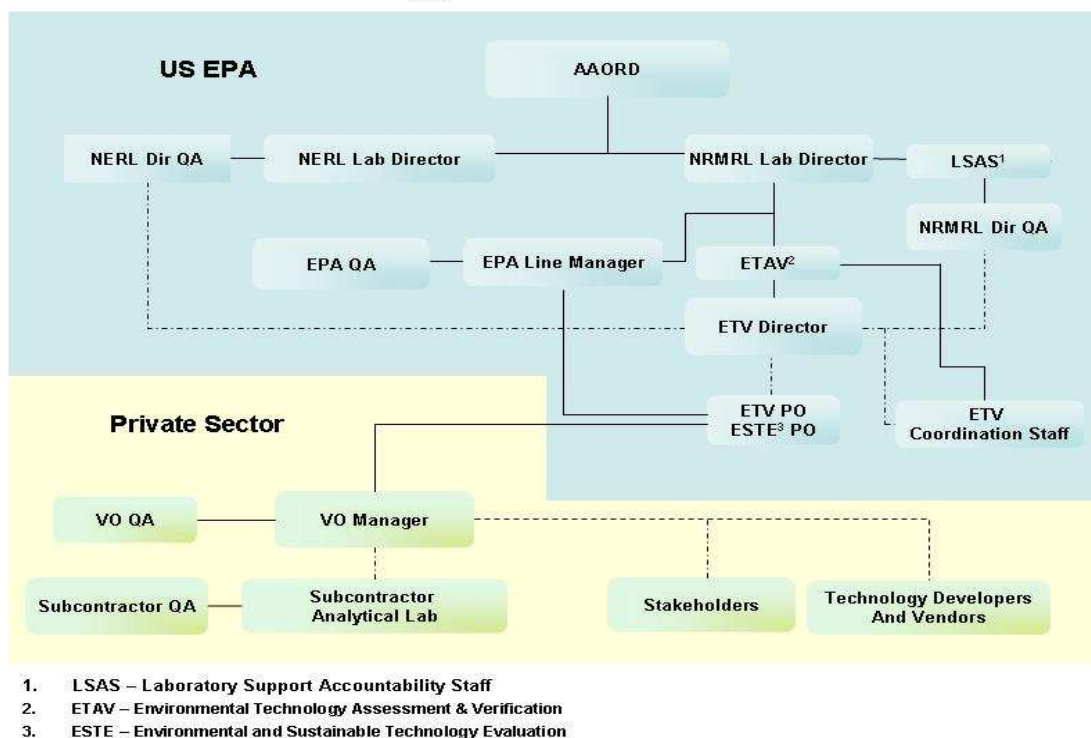 US EPA
AAORD
NERL Dir QA
NERL Lab Director
NRMRL Lab Director
LSAS¹
NRMRL Dir QA
EPA QA
EPA Line Manager
ETAV²
ETV Director
Private Sector
ETV PO
ESTE³ PO
ETV
Coordination Staff
VO QA
VO Manager
Subcontractor QA
Subcontractor
Analytical Lab
Stakeholders
Technology Developers
And Vendors
1. LSAS – Laboratory Support Accountability Staff
2. ETAV – Environmental Technology Assessment & Verification
3. ESTE – Environmental and Sustainable Technology Evaluation